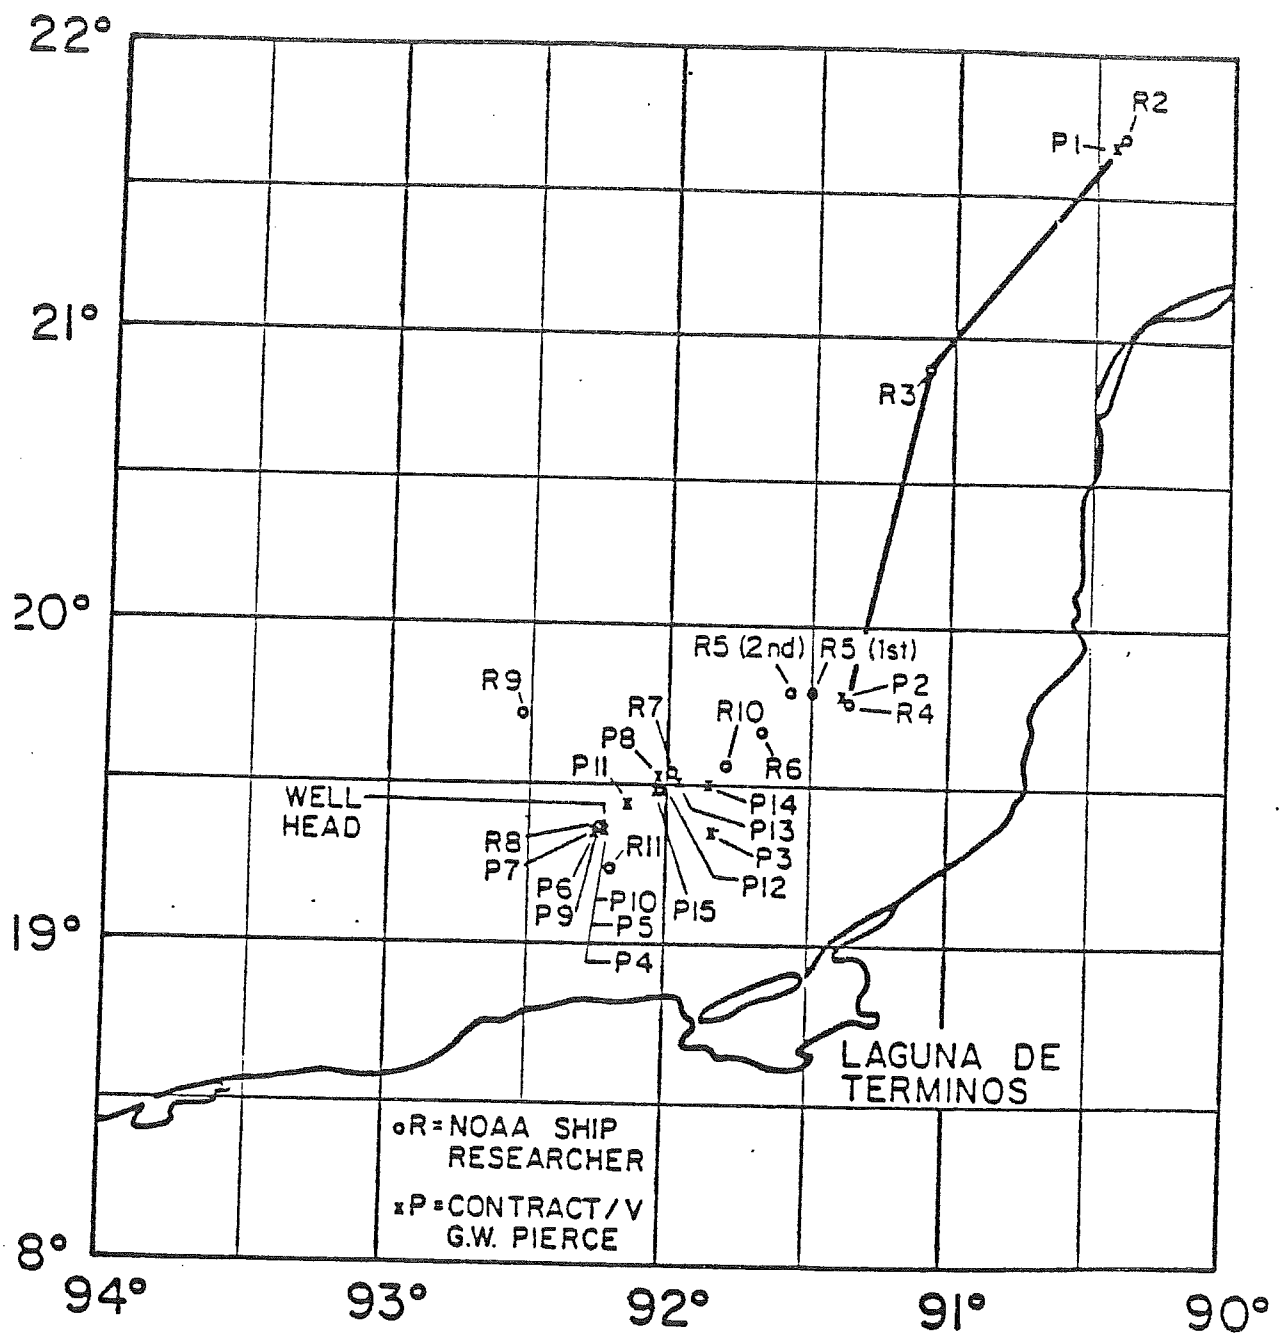 22°
R2
P1
21°
R3
20°
R5 (2nd) R5 (1st)
R9
P2
R7
R10
R4
P8
P11
R6
WELL
HEAD
P14
P13
R8
R11
P3
P7
P6
P12
P10
P15
P9
P5
19°
P4
LAGUNA DE
TERMINOS
oR=NOAA SHIP
RESEARCHER
xP=CONTRACT/V
G.W. PIERCE
8°
94° 93° 92° 91° 90°